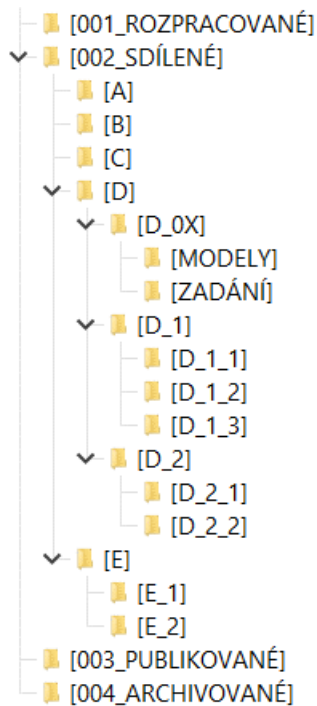 [001_ROZPRACOVANÉ]
[002_SDÍLENÉ]
[A]
[B]
[C]
[D]
[D_0X]
[MODELY]
[ZADÁNÍ]
[D_1]
[D_1_1]
[D_1_2]
[D_1_3]
[D_2]
[D_2_1]
[D_2_2]
[E]
[E_1]
[E_2]
[003_PUBLIKOVANÉ]
[004_ARCHIVOVANÉ]